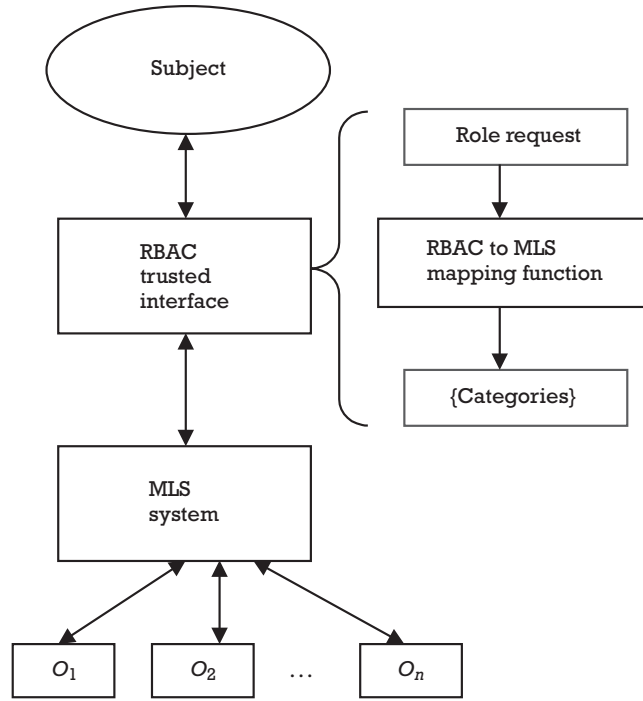 Subject
Role request
RBAC
trusted
interface
RBAC to MLS
mapping function
{Categories}
MLS
system
O1
O2
...
On